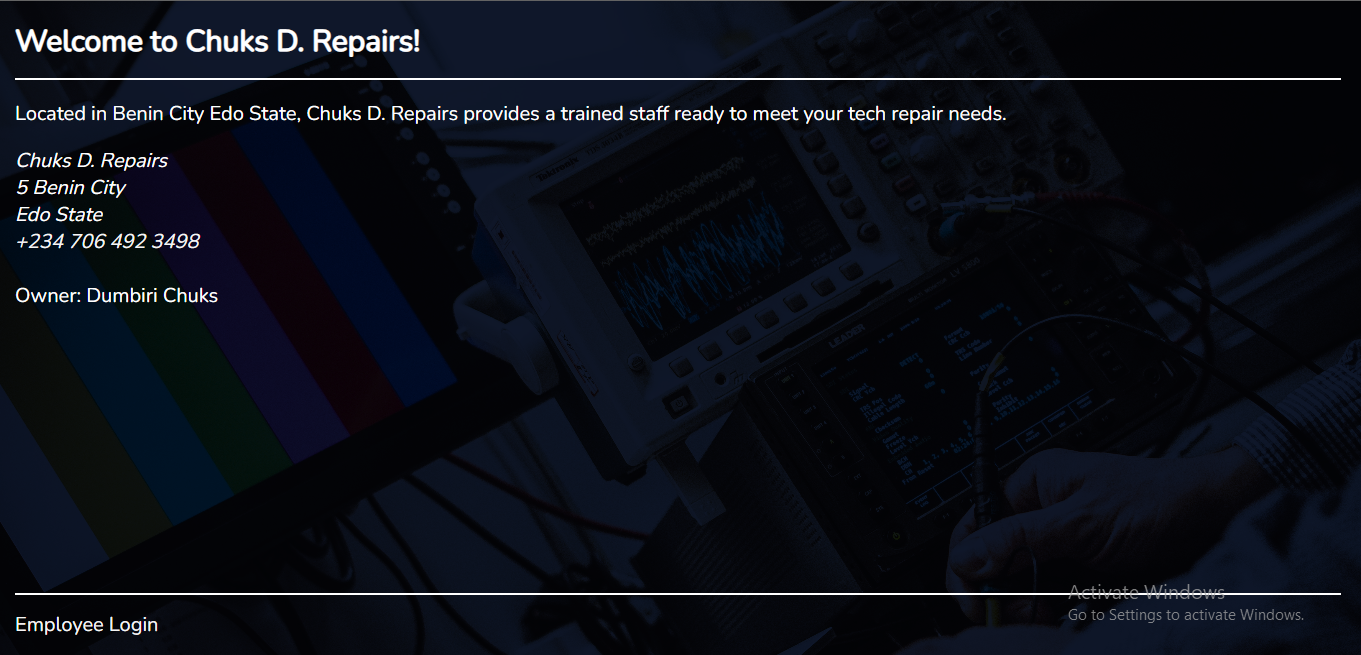 Welcome to Chuks D. Repairs!
Located in Benin City Edo State, Chuks D. Repairs provides a trained staff ready to meet your tech repair needs.
Chuks D. Repairs
5 Benin City
Edo State
+234 706 492 3498
Owner: Dumbiri Chuks
Tektronix
LEADER
Activate Windows
Go to Settings to activate Windows.
Employee Login